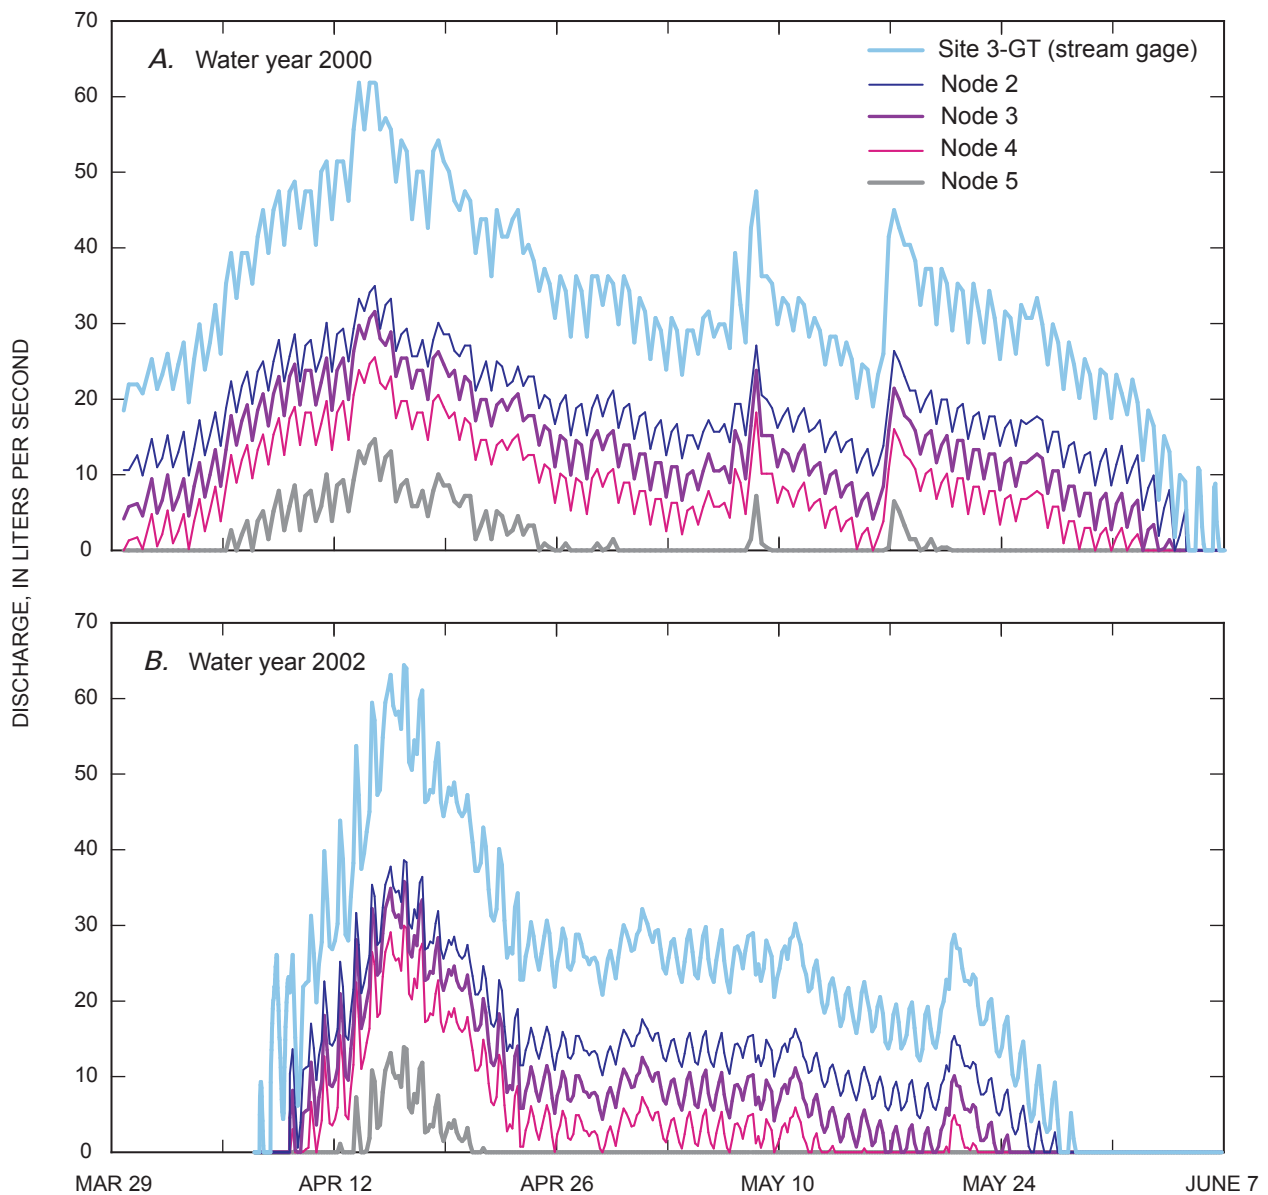 DISCHARGE, IN LITERS PER SECOND
70
60
50
40
30
20
10
0
A. Water year 2000
Site 3-GT (stream gage)
Node 2
Node 3
Node 4
Node 5
70
60
50
40
30
20
10
0
B. Water year 2002
MAR 29 APR 12 APR 26 MAY 10 MAY 24 JUNE 7